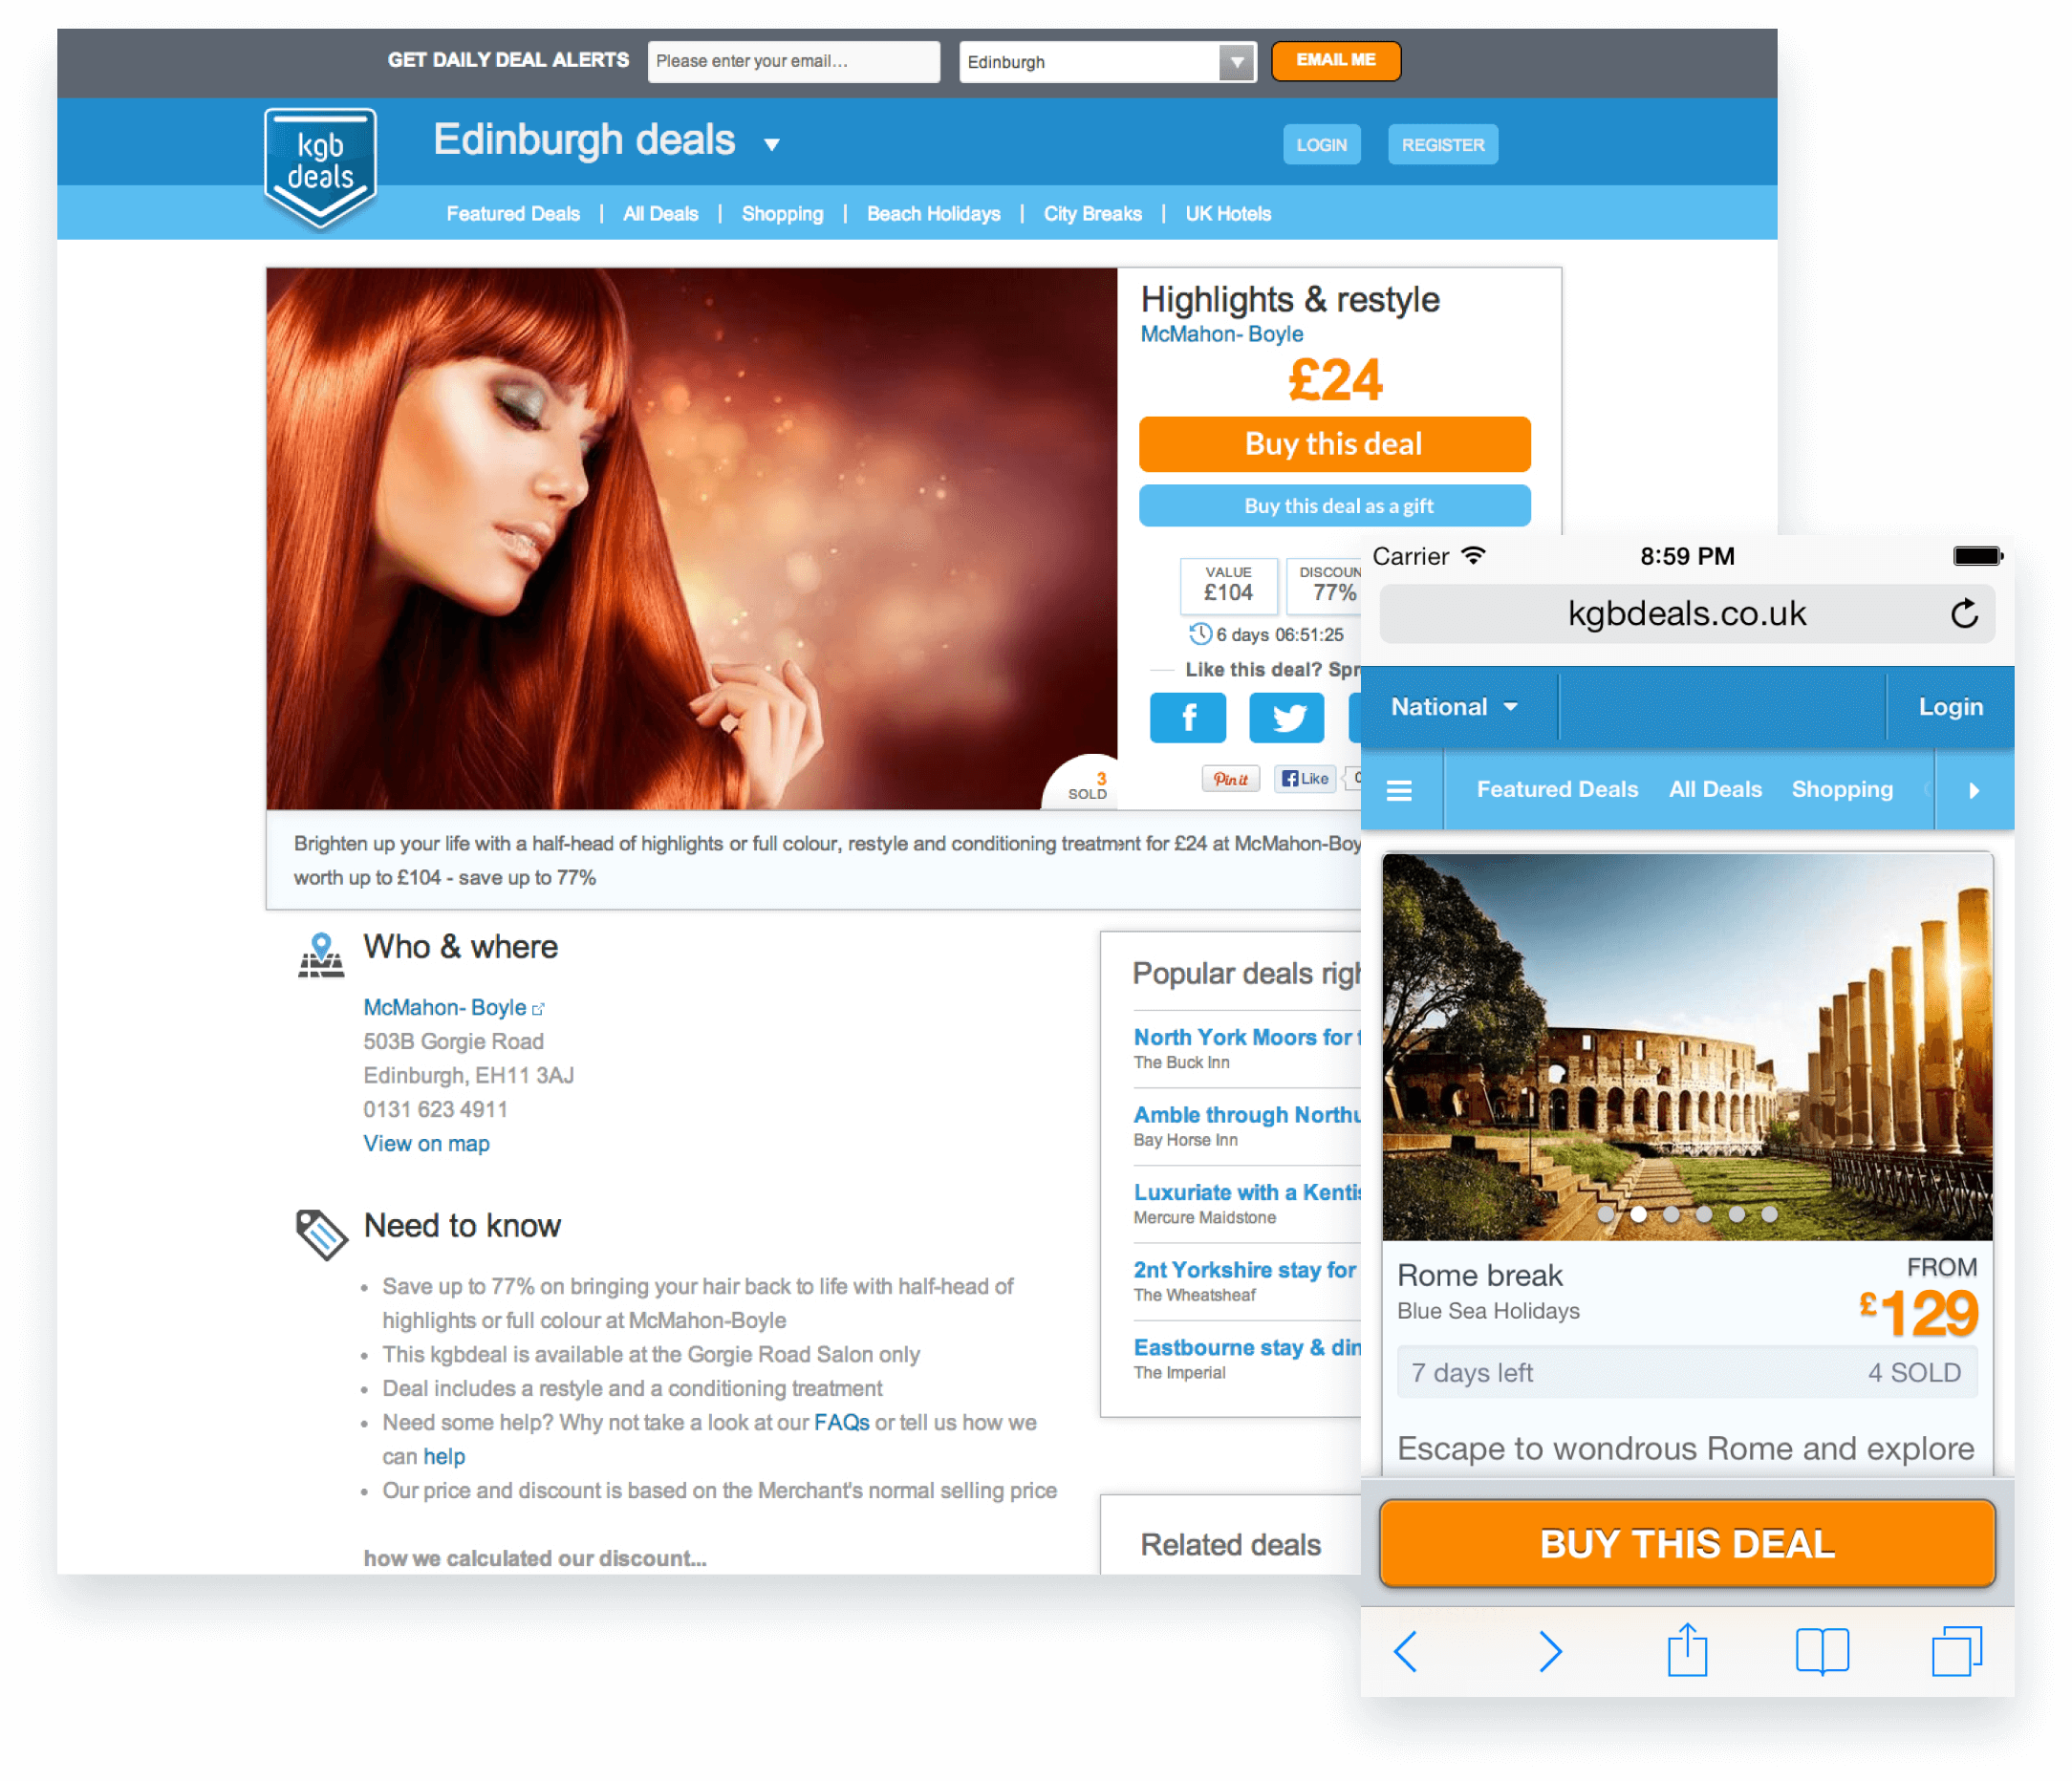 GET DAILY DEAL ALERTS Please enter your email... Edinburgh EMAIL ME
kgb
deals
Edinburgh deals LOGIN REGISTER
Featured Deals | All Deals | Shopping | Beach Holidays | City Breaks | UK Hotels
Highlights & restyle
McMahon- Boyle
£24
Buy this deal
Buy this deal as a gift
VALUE
£104
DISCOUN
77%
6 days 06:51:25
Like this deal? Spr
Pin it Like 0
3
SOLD
Brighten up your life with a half-head of highlights or full colour, restyle and conditioning treatment for £24 at McMahon-Boy
worth up to £104 - save up to 77%
Who & where
McMahon- Boyle
503B Gorgie Road
Edinburgh, EH11 3AJ
0131 623 4911
View on map
Need to know
• Save up to 77% on bringing your hair back to life with half-head of
highlights or full colour at McMahon-Boyle
• This kgbdeal is available at the Gorgie Road Salon only
• Deal includes a restyle and a conditioning treatment
• Need some help? Why not take a look at our FAQs or tell us how we
can help
• Our price and discount is based on the Merchant's normal selling price
how we calculated our discount...
Popular deals righ
North York Moors for
The Buck Inn
Amble through Northu
Bay Horse Inn
Luxuriate with a Kentis
Mercure Maidstone
2nt Yorkshire stay for
The Wheatsheaf
Eastbourne stay & din
The Imperial
Related deals
Carrier 8:59 PM
kgbdeals.co.uk
National Login
Featured Deals All Deals Shopping
Rome break
Blue Sea Holidays
FROM
£129
7 days left 4 SOLD
Escape to wondrous Rome and explore
BUY THIS DEAL